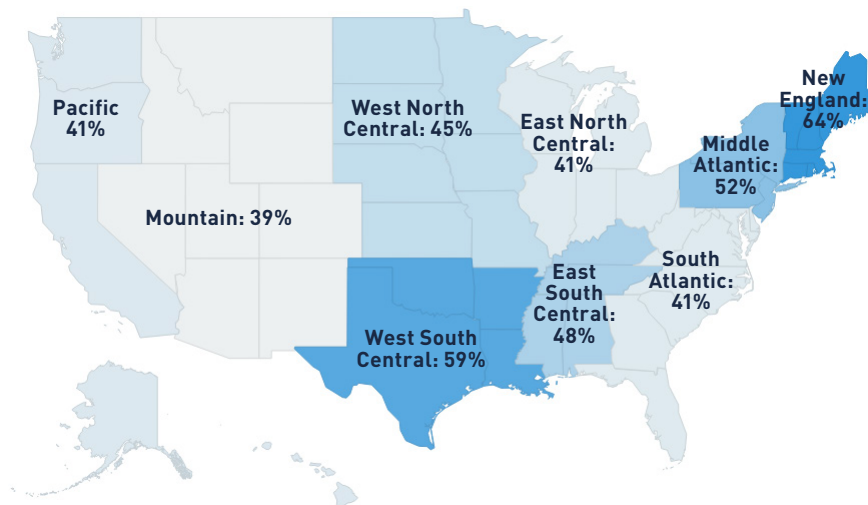 Pacific
41%
West North
Central: 45%
East North
Central:
41%
New
England:
64%
Middle
Atlantic:
52%
Mountain: 39%
East
South
Central:
48%
South
Atlantic:
41%
West South
Central: 59%